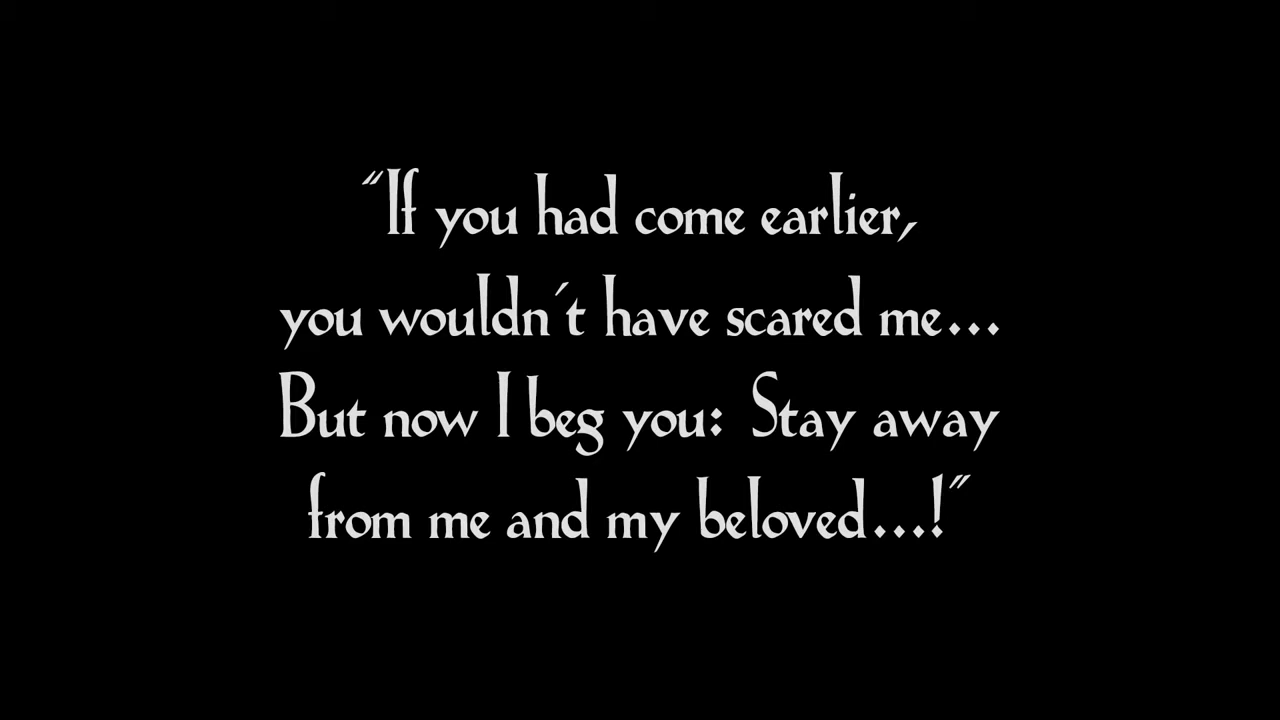 “If you had come earlier,
you wouldn´t have scared me...
But now I beg you: Stay away
from me and my beloved...!”